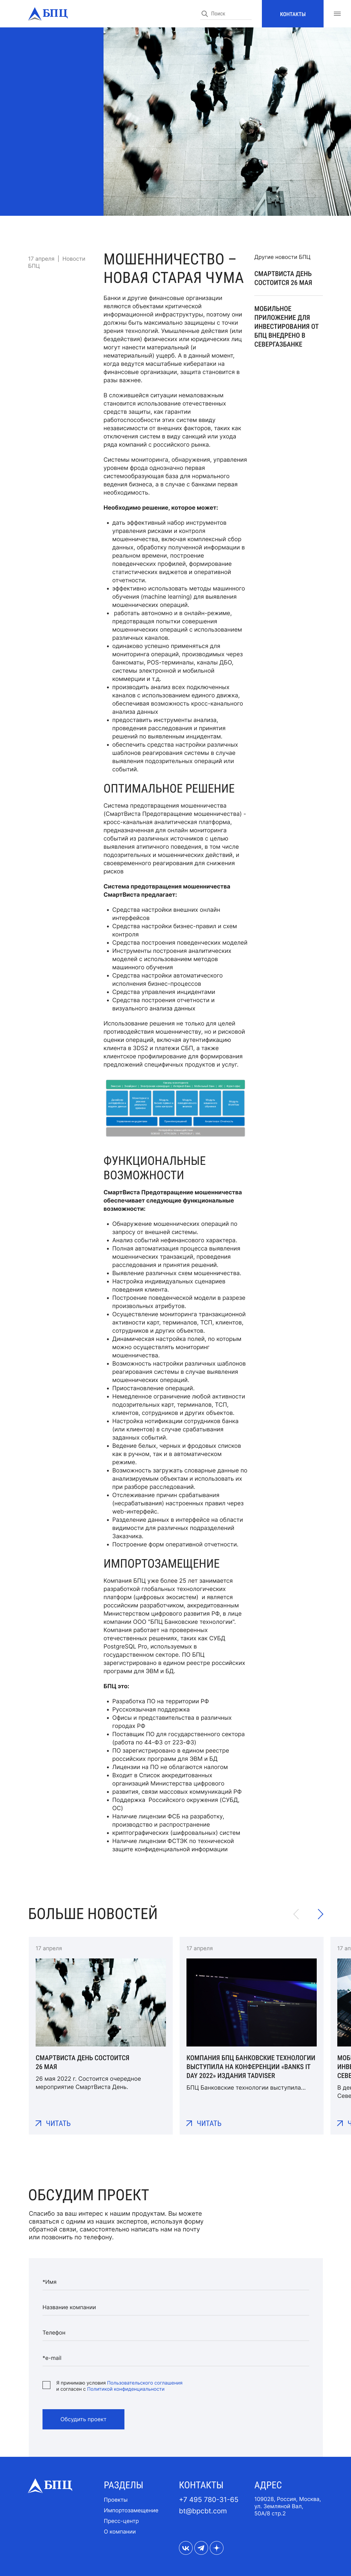 БПЦ
Поиск
КОНТАКТЫ
17 апреля | Новости
БПЦ
МОШЕННИЧЕСТВО –
НОВАЯ СТАРАЯ ЧУМА
Банки и другие финансовые организации
являются объектами критической
информационной инфраструктуры, поэтому они
должны быть максимально защищены с точки
зрения технологий. Умышленные действия (или
бездействия) физических или юридических лиц
могут нанести материальный (и
нематериальный) ущерб. А в данный момент,
когда ведутся масштабные кибератаки на
финансовые организации, защита становится в
разы важнее.
В сложившейся ситуации немаловажным
становится использование отечественных
средств защиты, как гарантии
работоспособности этих систем ввиду
независимости от внешних факторов, таких как
отключения систем в виду санкций или ухода
ряда компаний с российского рынка.
Системы мониторинга, обнаружения, управления
уровнем фрода однозначно первая
системообразующая база для нормального
ведения бизнеса, а в случае с банками первая
необходимость.
Необходимо решение, которое может:
дать эффективный набор инструментов
управления рисками и контроля
мошенничества, включая комплексный сбор
данных, обработку полученной информации в
реальном времени, построение
поведенческих профилей, формирование
статистических виджетов и оперативной
отчетности.
эффективно использовать методы машинного
обучения (machine learning) для выявления
мошеннических операций.
работать автономно и в онлайн-режиме,
предотвращая попытки совершения
мошеннических операций с использованием
различных каналов.
одинаково успешно применяться для
мониторинга операций, производимых через
банкоматы, POS-терминалы, каналы ДБО,
системы электронной и мобильной
коммерции и т.д.
производить анализ всех подключенных
каналов с использованием единого движка,
обеспечивая возможность кросс-канального
анализа данных
предоставить инструменты анализа,
проведения расследования и принятия
решений по выявленным инцидентам.
обеспечить средства настройки различных
шаблонов реагирования системы в случае
выявления подозрительных операций или
событий.
Другие новости БПЦ
СМАРТВИСТА ДЕНЬ
СОСТОИТСЯ 26 МАЯ
МОБИЛЬНОЕ
ПРИЛОЖЕНИЕ ДЛЯ
ИНВЕСТИРОВАНИЯ ОТ
БПЦ ВНЕДРЕНО В
СЕВЕРГАЗБАНКЕ
ОПТИМАЛЬНОЕ РЕШЕНИЕ
Система предотвращения мошенничества
(СмартВиста Предотвращение мошенничества) -
кросс-канальная аналитическая платформа,
предназначенная для онлайн мониторинга
событий из различных источников с целью
выявления атипичного поведения, в том числе
подозрительных и мошеннических действий, и
своевременного реагирования для снижения
рисков
Система предотвращения мошенничества
СмартВиста предлагает:
Средства настройки внешних онлайн
интерфейсов
Средства настройки бизнес-правил и схем
контроля
Средства построения поведенческих моделей
Инструменты построения аналитических
моделей с использованием методов
машинного обучения
Средства настройки автоматического
исполнения бизнес-процессов
Средства управления инцидентами
Средства построения отчетности и
визуального анализа данных
Использование решения не только для целей
противодействия мошенничеству, но и рисковой
оценки операций, включая аутентификацию
клиента в 3DS2 и платежи СБП, а также
клиентское профилирование для формирования
предложений специфичных продуктов и услуг.
ФУНКЦИОНАЛЬНЫЕ
ВОЗМОЖНОСТИ
СмартВиста Предотвращение мошенничества
обеспечивает следующие функциональные
возможности:
Обнаружение мошеннических операций по
запросу от внешней системы.
Анализ событий нефинансового характера.
Полная автоматизация процесса выявления
мошеннических транзакций, проведения
расследования и принятия решений.
Выявление различных схем мошенничества.
Настройка индивидуальных сценариев
поведения клиента.
Построение поведенческой модели в разрезе
произвольных атрибутов.
Осуществление мониторинга транзакционной
активности карт, терминалов, ТСП, клиентов,
сотрудников и других объектов.
Динамическая настройка полей, по которым
можно осуществлять мониторинг
мошенничества.
Возможность настройки различных шаблонов
реагирования системы в случае выявления
мошеннических операций.
Приостановление операций.
Немедленное ограничение любой активности
подозрительных карт, терминалов, ТСП,
клиентов, сотрудников и других объектов.
Настройка нотификации сотрудников банка
(или клиентов) в случае срабатывания
заданных событий.
Ведение белых, черных и фродовых списков
как в ручном, так и в автоматическом
режиме.
Возможность загружать словарные данные по
анализируемым объектам и использовать их
при разборе расследований.
Отслеживание причин срабатывания
(несрабатывания) настроенных правил через
web-интерфейс.
Разделение данных в интерфейсе на области
видимости для различных подразделений
Заказчика.
Построение форм оперативной отчетности.
ИМПОРТОЗАМЕЩЕНИЕ
Компания БПЦ уже более 25 лет занимается
разработкой глобальных технологических
платформ (цифровых экосистем) и является
российским разработчиком, аккредитованным
Министерством цифрового развития РФ, в лице
компании ООО "БПЦ Банковские технологии".
Компания работает на проверенных
отечественных решениях, таких как СУБД
PostgreSQL Pro, используемых в
государственном секторе. ПО БПЦ
зарегистрировано в едином реестре российских
программ для ЭВМ и БД.
БПЦ это:
Разработка ПО на территории РФ
Русскоязычная поддержка
Офисы и представительства в различных
городах РФ
Поставщик ПО для государственного сектора
(работа по 44-ФЗ от 223-ФЗ)
ПО зарегистрировано в едином реестре
российских программ для ЭВМ и БД
Лицензии на ПО не облагаются налогом
Входит в Список аккредитованных
организаций Министерства цифрового
развития, связи массовых коммуникаций РФ
Поддержка Российского окружения (СУБД,
ОС)
Наличие лицензии ФСБ на разработку,
производство и распространение
криптографических (шифровальных) систем
Наличие лицензии ФСТЭК по технической
защите конфиденциальной информации
БОЛЬШЕ НОВОСТЕЙ
17 апреля
СМАРТВИСТА ДЕНЬ СОСТОИТСЯ
26 МАЯ
26 мая 2022 г. Состоится очередное
мероприятие СмартВиста День.
ЧИТАТЬ
17 апреля
КОМПАНИЯ БПЦ БАНКОВСКИЕ ТЕХНОЛОГИИ
ВЫСТУПИЛА НА КОНФЕРЕНЦИИ «BANKS IT
DAY 2022» ИЗДАНИЯ TADVISER
БПЦ Банковские технологии выступила...
ЧИТАТЬ
17 ап
МОБ
ИНВЕ
СЕВЕ
В де
Севе
Ч
ОБСУДИМ ПРОЕКТ
Спасибо за ваш интерес к нашим продуктам. Вы можете
связаться с одним из наших экспертов, используя форму
обратной связи, самостоятельно написать нам на почту
или позвонить по телефону.
*Имя
Название компании
Телефон
*e-mail
Я принимаю условия Пользовательского соглашения
и согласен с Политикой конфиденциальности
Обсудить проект
БПЦ
РАЗДЕЛЫ
Проекты
Импортозамещение
Пресс-центр
О компании
КОНТАКТЫ
+7 495 780-31-65
bt@bpcbt.com
АДРЕС
109028, Россия, Москва,
ул. Земляной Вал,
50А/8 стр.2